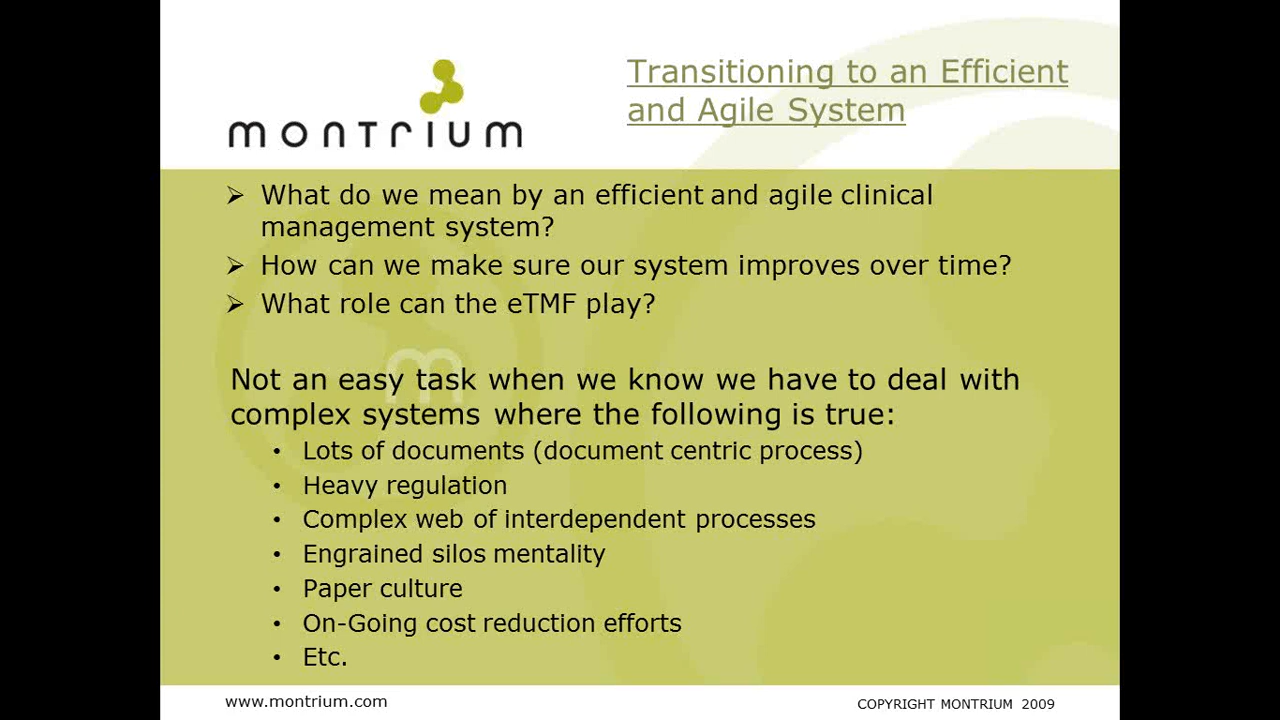 montrium
Transitioning to an Efficient
and Agile System
➢ What do we mean by an efficient and agile clinical
management system?
➢ How can we make sure our system improves over time?
➢ What role can the eTMF play?
m
Not an easy task when we know we have to deal with
complex systems where the following is true:
• Lots of documents (document centric process)
• Heavy regulation
• Complex web of interdependent processes
• Engrained silos mentality
• Paper culture
• On-Going cost reduction efforts
• Etc.
www.montrium.com
COPYRIGHT MONTRIUM 2009